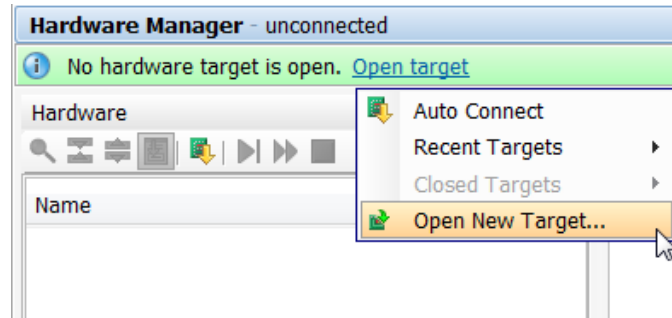 Hardware Manager - unconnected
No hardware target is open. Open target
Hardware
Name
Auto Connect
Recent Targets
Closed Targets
Open New Target...